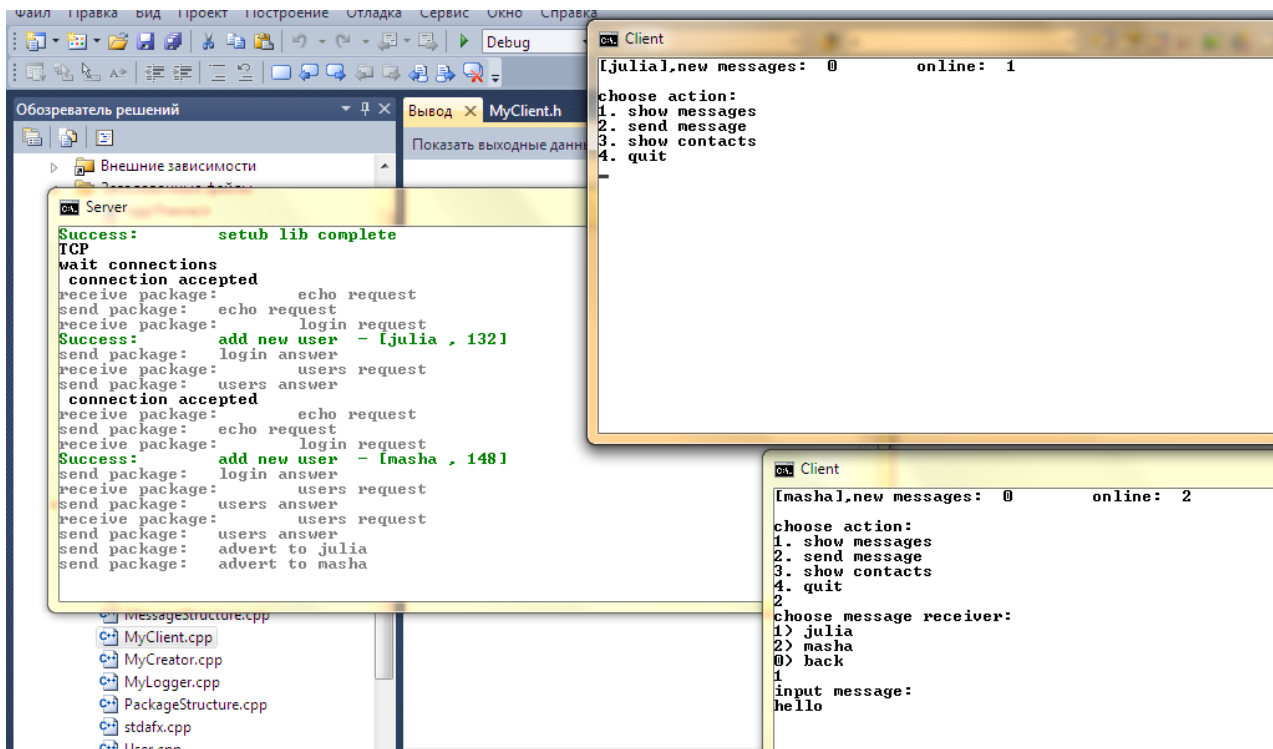 Файл Правка Вид Проект Построение Отладка Сервис Окно Справка
Debug
Обозреватель решений
Вывод MyClient.h
Показать выходные данн
Внешние зависимости
Server
Success: setub lib complete
TCP
wait connections
connection accepted
receive package: echo request
send package: echo request
receive package: login request
Success: add new user - [julia , 132]
send package: login answer
receive package: users request
send package: users answer
connection accepted
receive package: echo request
send package: echo request
receive package: login request
Success: add new user - [masha , 148]
send package: login answer
receive package: users request
send package: users answer
receive package: users request
send package: users answer
send package: advert to julia
send package: advert to masha
MessageStructure.cpp
MyClient.cpp
MyCreator.cpp
MyLogger.cpp
PackageStructure.cpp
stdafx.cpp
User.cpp
Client
[julia],new messages: 0 online: 1
choose action:
1. show messages
2. send message
3. show contacts
4. quit
Client
[masha],new messages: 0 online: 2
choose action:
1. show messages
2. send message
3. show contacts
4. quit
2
choose message receiver:
1) julia
2) masha
0) back
1
input message:
hello